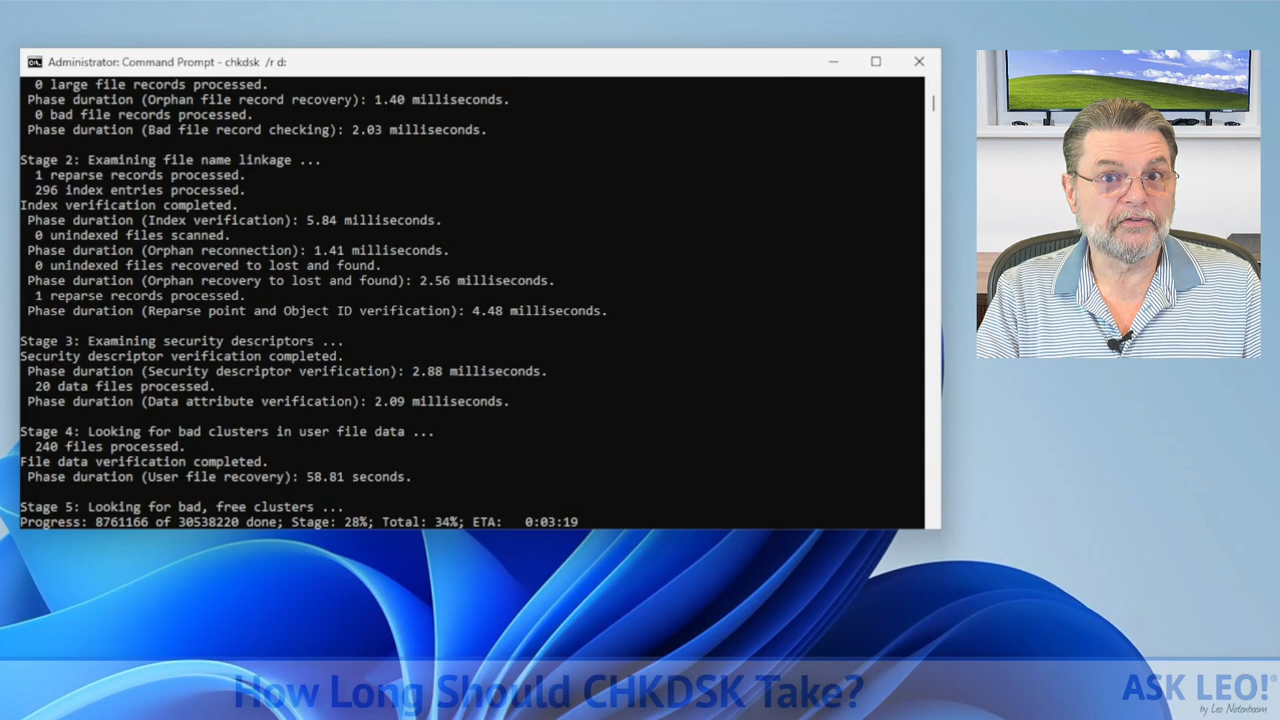 Administrator: Command Prompt - chkdsk /r d:
0 large file records processed.
Phase duration (Orphan file record recovery): 1.40 milliseconds.
0 bad file records processed.
Phase duration (Bad file record checking): 2.03 milliseconds.
Stage 2: Examining file name linkage ...
1 reparse records processed.
296 index entries processed.
Index verification completed.
Phase duration (Index verification): 5.84 milliseconds.
0 unindexed files scanned.
Phase duration (Orphan reconnection): 1.41 milliseconds.
0 unindexed files recovered to lost and found.
Phase duration (Orphan recovery to lost and found): 2.56 milliseconds.
1 reparse records processed.
Phase duration (Reparse point and Object ID verification): 4.48 milliseconds.
Stage 3: Examining security descriptors ...
Security descriptor verification completed.
Phase duration (Security descriptor verification): 2.88 milliseconds.
20 data files processed.
Phase duration (Data attribute verification): 2.09 milliseconds.
Stage 4: Looking for bad clusters in user file data ...
240 files processed.
File data verification completed.
Phase duration (User file recovery): 58.81 seconds.
Stage 5: Looking for bad, free clusters ...
Progress: 8761166 of 30538220 done; Stage: 28%; Total: 34%; ETA: 0:03:19
How Long Should CHKDSK Take?
ASK LEO!®
by Leo Notenboom